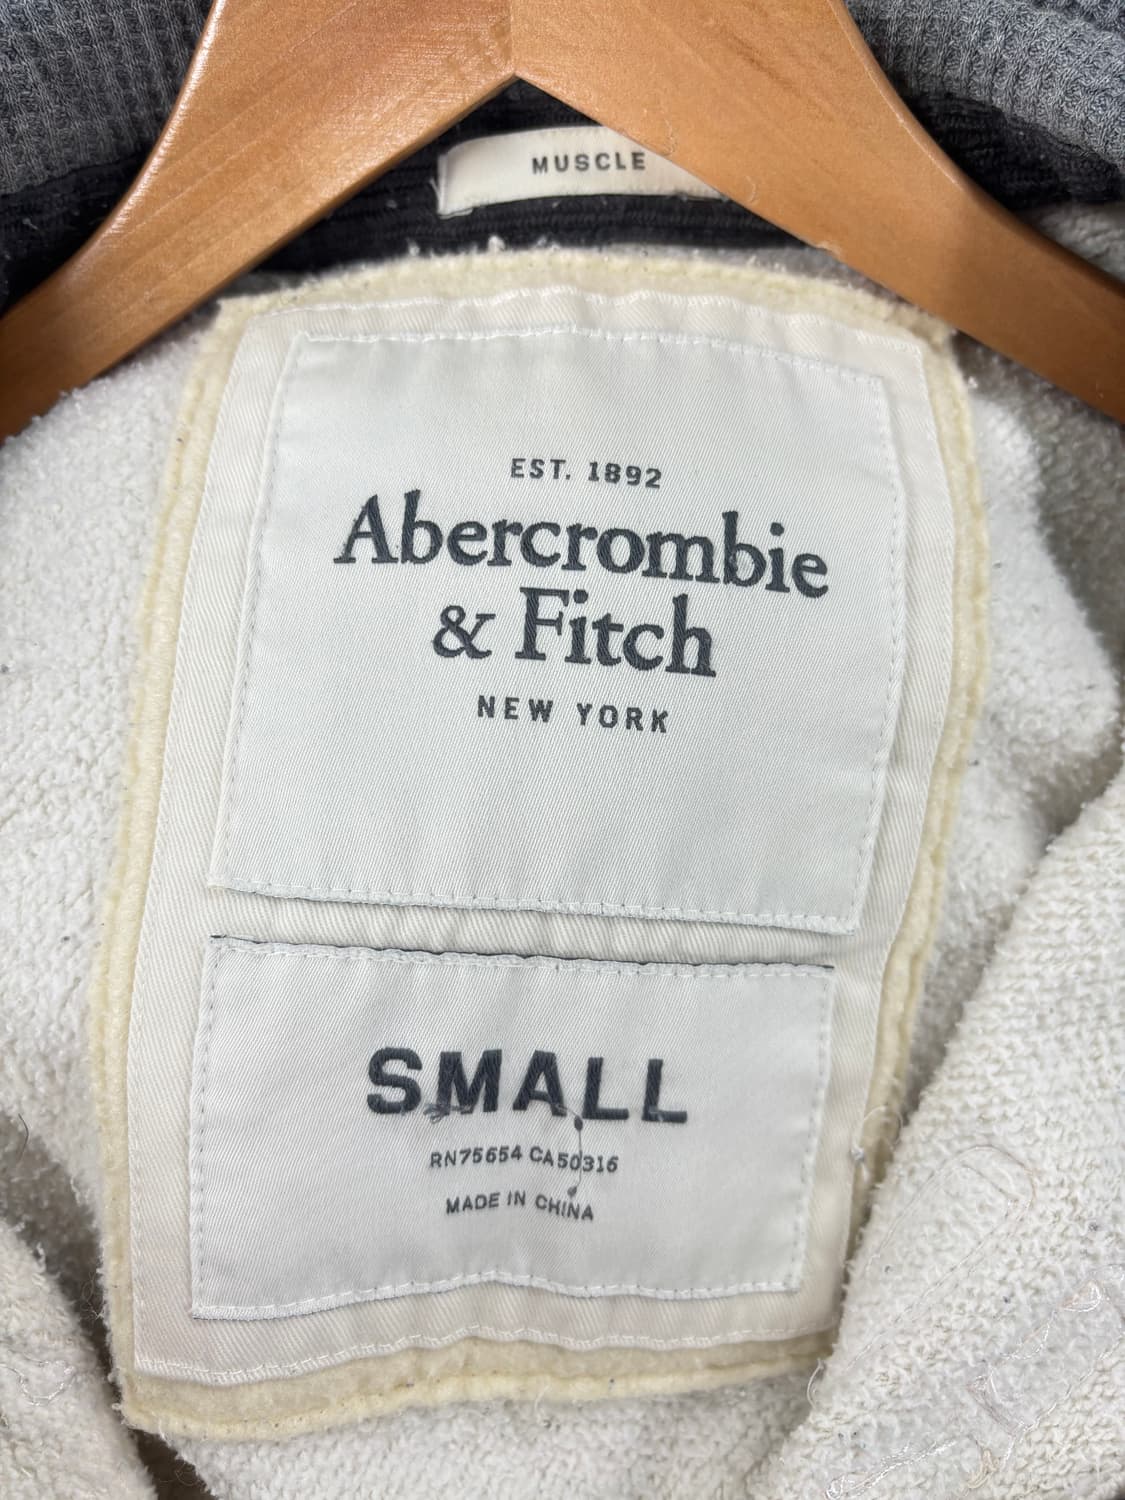 MUSCLE
EST. 1892
Abercrombie
& Fitch
NEW YORK
SMALL
RN75654 CA50316
MADE IN CHINA